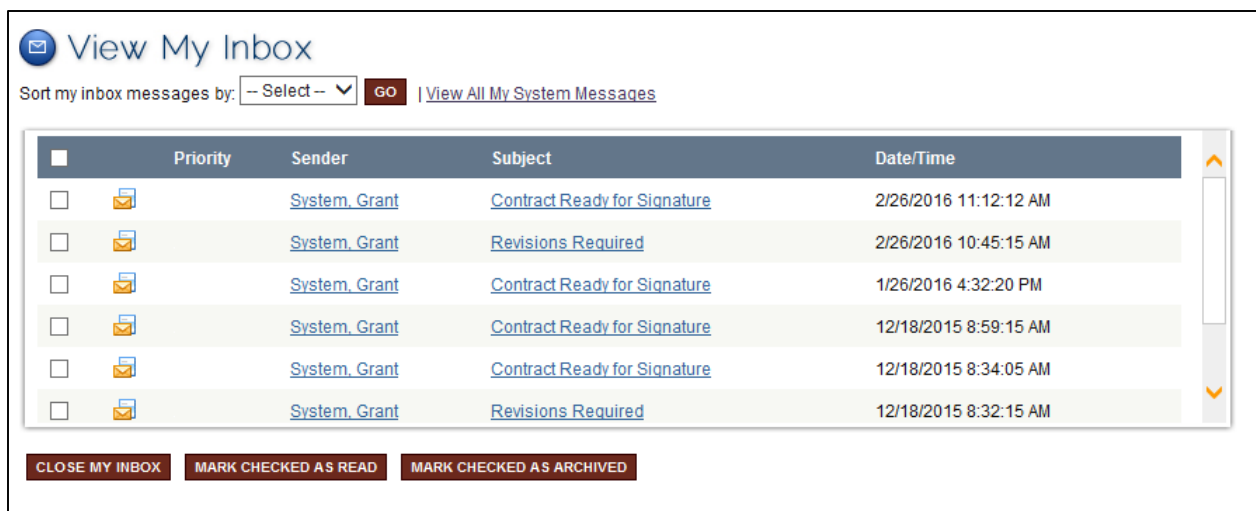 View My Inbox
Sort my inbox messages by: -- Select -- GO | View All My System Messages
Priority Sender Subject Date/Time
System, Grant Contract Ready for Signature 2/26/2016 11:12:12 AM
System, Grant Revisions Required 2/26/2016 10:45:15 AM
System, Grant Contract Ready for Signature 1/26/2016 4:32:20 PM
System, Grant Contract Ready for Signature 12/18/2015 8:59:15 AM
System, Grant Contract Ready for Signature 12/18/2015 8:34:05 AM
System, Grant Revisions Required 12/18/2015 8:32:15 AM
CLOSE MY INBOX MARK CHECKED AS READ MARK CHECKED AS ARCHIVED